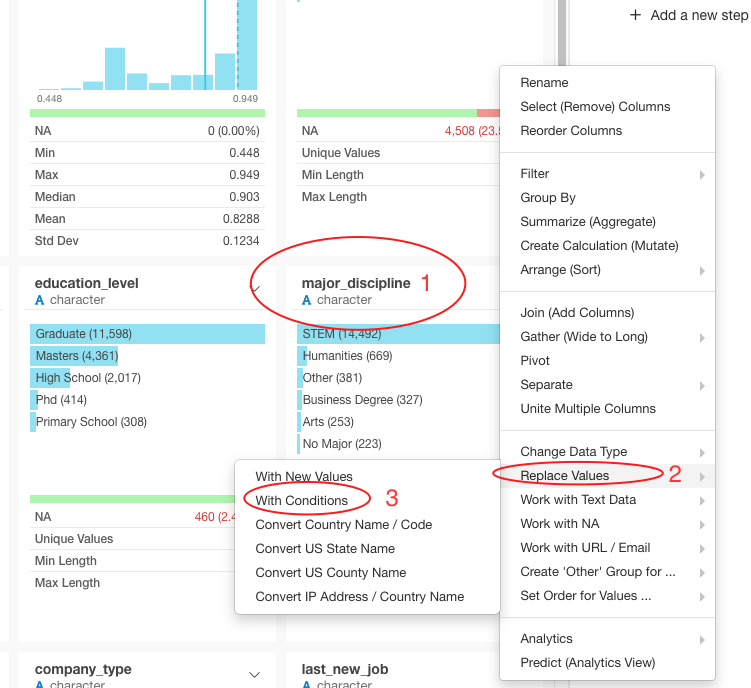 + Add a new step
0.448
0.949
NA 0 (0.00%)
Min 0.448
Max 0.949
Median 0.903
Mean 0.8288
Std Dev 0.1234
NA 4,508
Unique Values
Min Length
Max Length
education_level
A character
Graduate (11,598)
Masters (4,361)
High School (2,017)
Phd (414)
Primary School (308)
NA 460
Unique Values
Min Length
Max Length
major_discipline 1
A character
STEM (14,492)
Humanities (669)
Other (381)
Business Degree (327)
Arts (253)
No Major (223)
company_type
A character
last_new_job
A character
Rename
Select (Remove) Columns
Reorder Columns
Filter
Group By
Summarize (Aggregate)
Create Calculation (Mutate)
Arrange (Sort)
Join (Add Columns)
Gather (Wide to Long)
Pivot
Separate
Unite Multiple Columns
Change Data Type
Replace Values 2
Work with Text Data
Work with NA
Work with URL / Email
Create 'Other' Group for ...
Set Order for Values ...
Analytics
Predict (Analytics View)
With New Values
With Conditions 3
Convert Country Name / Code
Convert US State Name
Convert US County Name
Convert IP Address / Country Name